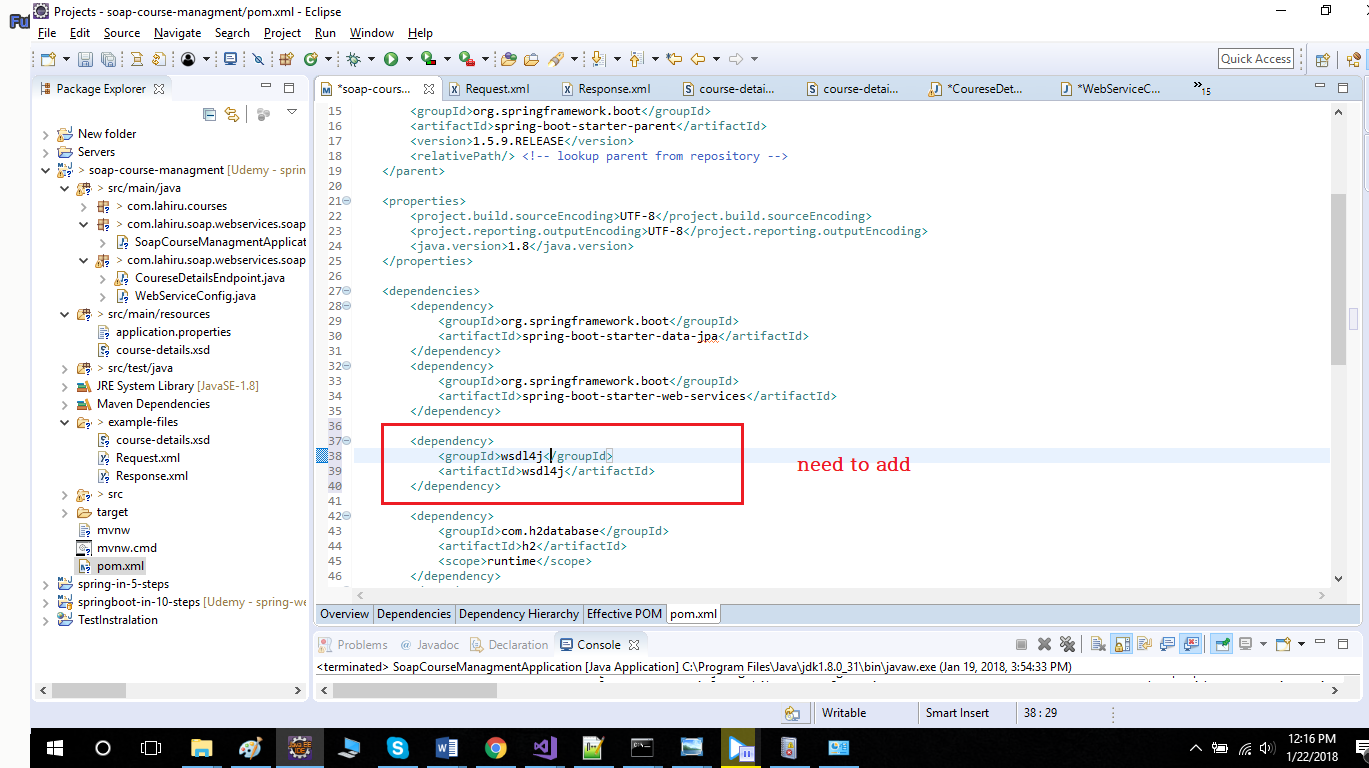 Fu
Projects - soap-course-managment/pom.xml - Eclipse
File Edit Source Navigate Search Project Run Window Help
Quick Access
Package Explorer
*soap-cours... Request.xml Response.xml course-detai... course-detai... *CoureseDet... *WebServiceC... »15
New folder
Servers
> soap-course-managment [Udemy - sprin
> src/main/java
> com.lahiru.courses
> com.lahiru.soap.webservices.soap
SoapCourseManagmentApplicat
> com.lahiru.soap.webservices.soap
CoureseDetailsEndpoint.java
WebServiceConfig.java
> src/main/resources
application.properties
course-details.xsd
> src/test/java
JRE System Library [JavaSE-1.8]
Maven Dependencies
> example-files
course-details.xsd
Request.xml
Response.xml
> src
target
mvnw
mvnw.cmd
pom.xml
spring-in-5-steps
springboot-in-10-steps [Udemy - spring-we
TestInstralation
15 <groupId>org.springframework.boot</groupId>
16 <artifactId>spring-boot-starter-parent</artifactId>
17 <version>1.5.9.RELEASE</version>
18 <relativePath/> <!-- lookup parent from repository -->
19 </parent>
20
21 <properties>
22 <project.build.sourceEncoding>UTF-8</project.build.sourceEncoding>
23 <project.reporting.outputEncoding>UTF-8</project.reporting.outputEncoding>
24 <java.version>1.8</java.version>
25 </properties>
26
27 <dependencies>
28 <dependency>
29 <groupId>org.springframework.boot</groupId>
30 <artifactId>spring-boot-starter-data-jpa</artifactId>
31 </dependency>
32 <dependency>
33 <groupId>org.springframework.boot</groupId>
34 <artifactId>spring-boot-starter-web-services</artifactId>
35 </dependency>
36
37 <dependency>
38 <groupId>wsdl4j</groupId>
39 <artifactId>wsdl4j</artifactId>
40 </dependency>
need to add
41
42 <dependency>
43 <groupId>com.h2database</groupId>
44 <artifactId>h2</artifactId>
45 <scope>runtime</scope>
46 </dependency>
Overview Dependencies Dependency Hierarchy Effective POM pom.xml
Problems @ Javadoc Declaration Console
<terminated> SoapCourseManagmentApplication [Java Application] C:\Program Files\Java\jdk1.8.0_31\bin\javaw.exe (Jan 19, 2018, 3:54:33 PM)
Writable Smart Insert 38 : 29
12:16 PM
1/22/2018